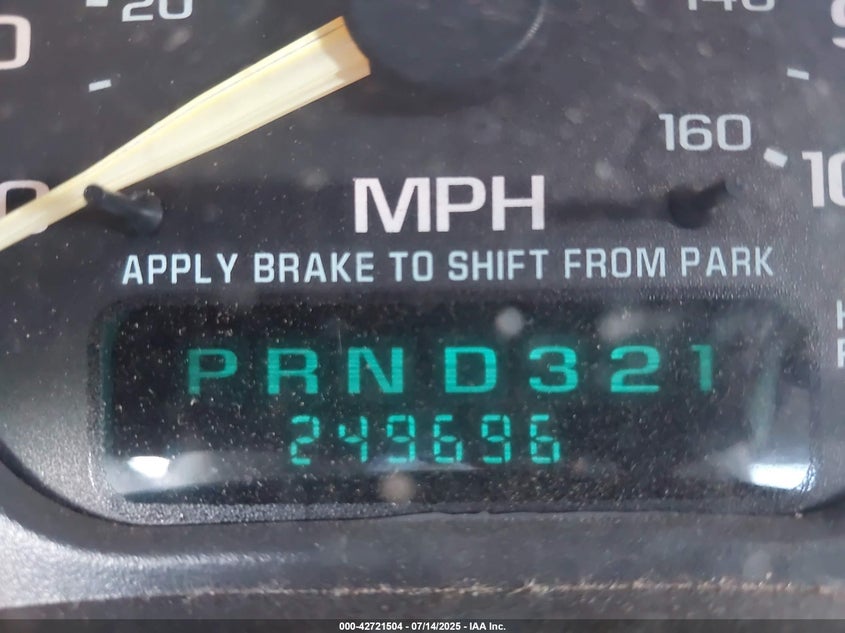 20
140
160
MPH
APPLY BRAKE TO SHIFT FROM PARK
PRND321
249696
000-42721504 - 07/14/2025 - IAA Inc.